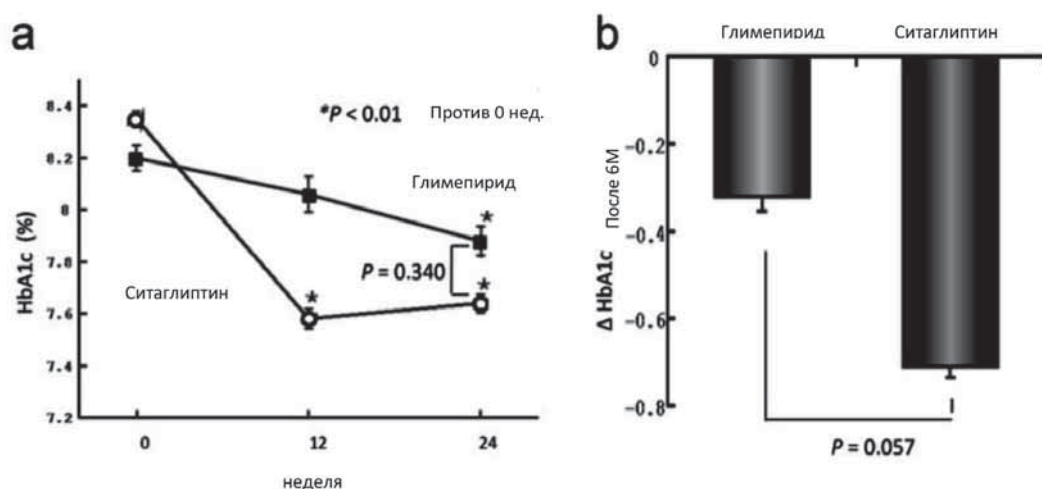 a
HbA1c (%)
8.4
8.2
8
7.8
7.6
7.4
7.2
0
12
24
неделя
*P < 0.01
Против 0 нед.
Глимепирид
*
P = 0.340
*
*
Ситаглиптин
b
Глимепирид
Ситаглиптин
Δ HbA1c
После 6М
0
−0.2
−0.4
−0.6
−0.8
P = 0.057